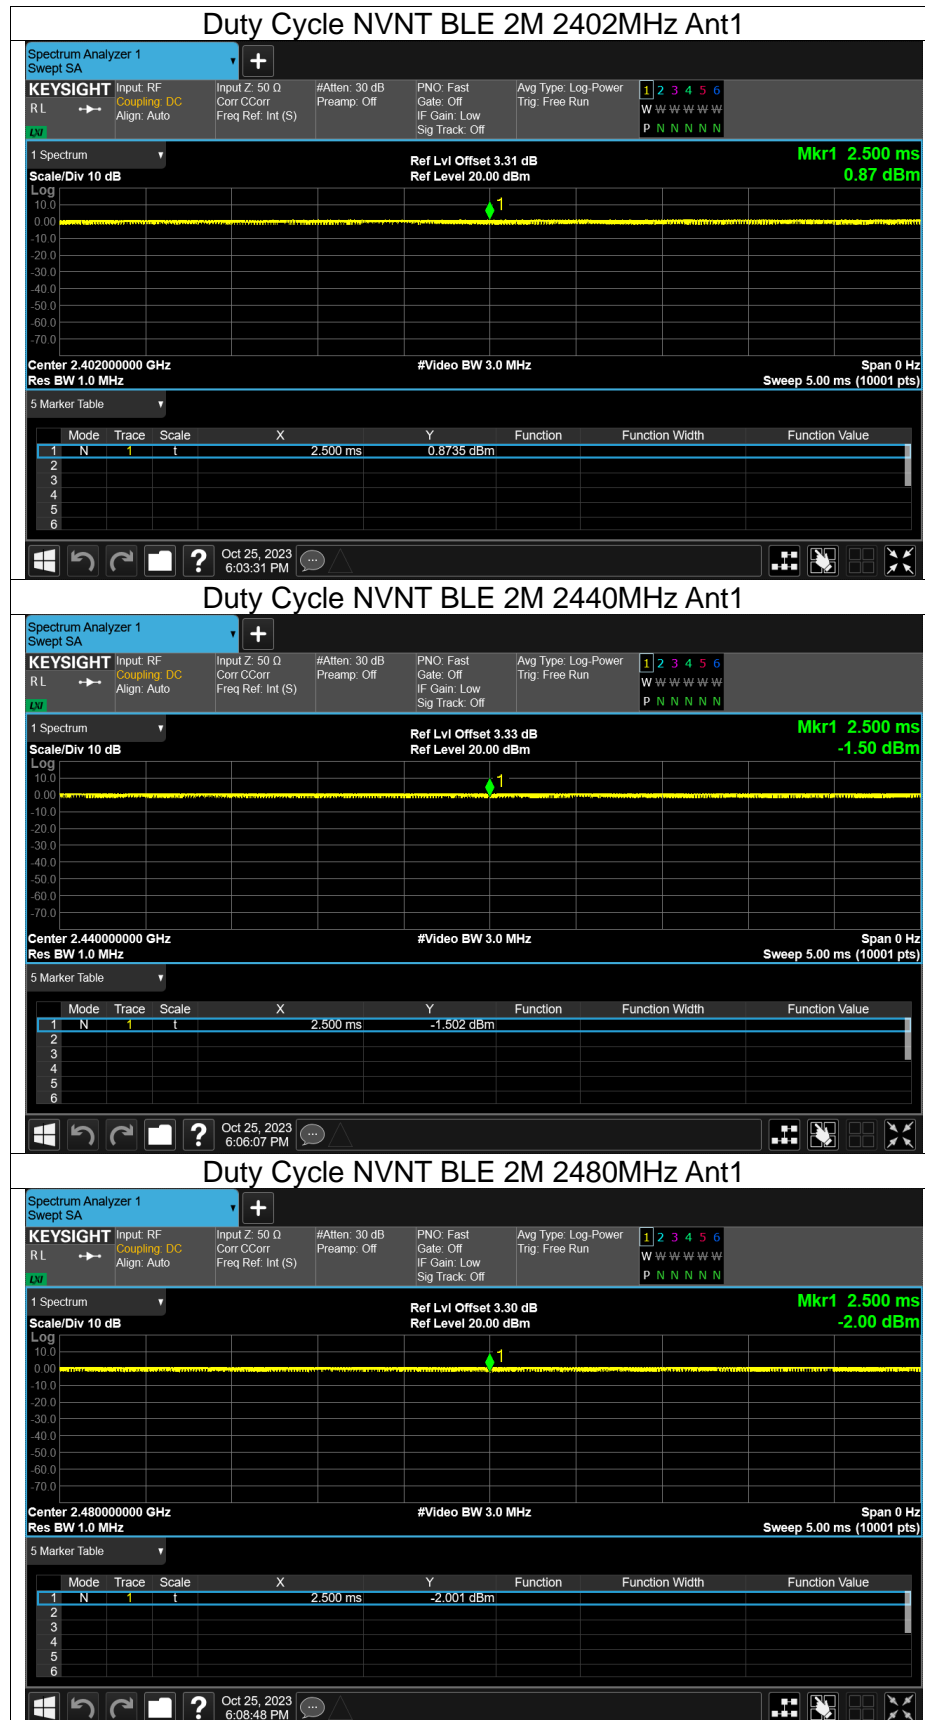 Duty Cycle NVNT BLE 2M 2402MHz Ant1
Spectrum Analyzer 1
Swept SA
+
KEYSIGHT
RL
LXI
Input: RF
Coupling: DC
Align: Auto
Input Z: 50 Ω
Corr CCorr
Freq Ref: Int (S)
#Atten: 30 dB
Preamp: Off
PNO: Fast
Gate: Off
IF Gain: Low
Sig Track: Off
Avg Type: Log-Power
Trig: Free Run
1 2 3 4 5 6
W W W W W W
P N N N N N
1 Spectrum
Scale/Div 10 dB
Ref Lvl Offset 3.31 dB
Ref Level 20.00 dBm
Mkr1 2.500 ms
0.87 dBm
Log
10.0
0.00
-10.0
-20.0
-30.0
-40.0
-50.0
-60.0
-70.0
1
Center 2.402000000 GHz
Res BW 1.0 MHz
#Video BW 3.0 MHz
Span 0 Hz
Sweep 5.00 ms (10001 pts)
5 Marker Table
Mode Trace Scale X Y Function Function Width Function Value
1 N 1 t 2.500 ms 0.8735 dBm
2
3
4
5
6
?
Oct 25, 2023
6:03:31 PM
Duty Cycle NVNT BLE 2M 2440MHz Ant1
Spectrum Analyzer 1
Swept SA
+
KEYSIGHT
RL
LXI
Input: RF
Coupling: DC
Align: Auto
Input Z: 50 Ω
Corr CCorr
Freq Ref: Int (S)
#Atten: 30 dB
Preamp: Off
PNO: Fast
Gate: Off
IF Gain: Low
Sig Track: Off
Avg Type: Log-Power
Trig: Free Run
1 2 3 4 5 6
W W W W W W
P N N N N N
1 Spectrum
Scale/Div 10 dB
Ref Lvl Offset 3.33 dB
Ref Level 20.00 dBm
Mkr1 2.500 ms
-1.50 dBm
Log
10.0
0.00
-10.0
-20.0
-30.0
-40.0
-50.0
-60.0
-70.0
1
Center 2.440000000 GHz
Res BW 1.0 MHz
#Video BW 3.0 MHz
Span 0 Hz
Sweep 5.00 ms (10001 pts)
5 Marker Table
Mode Trace Scale X Y Function Function Width Function Value
1 N 1 t 2.500 ms -1.502 dBm
2
3
4
5
6
?
Oct 25, 2023
6:06:07 PM
Duty Cycle NVNT BLE 2M 2480MHz Ant1
Spectrum Analyzer 1
Swept SA
+
KEYSIGHT
RL
LXI
Input: RF
Coupling: DC
Align: Auto
Input Z: 50 Ω
Corr CCorr
Freq Ref: Int (S)
#Atten: 30 dB
Preamp: Off
PNO: Fast
Gate: Off
IF Gain: Low
Sig Track: Off
Avg Type: Log-Power
Trig: Free Run
1 2 3 4 5 6
W W W W W W
P N N N N N
1 Spectrum
Scale/Div 10 dB
Ref Lvl Offset 3.30 dB
Ref Level 20.00 dBm
Mkr1 2.500 ms
-2.00 dBm
Log
10.0
0.00
-10.0
-20.0
-30.0
-40.0
-50.0
-60.0
-70.0
1
Center 2.480000000 GHz
Res BW 1.0 MHz
#Video BW 3.0 MHz
Span 0 Hz
Sweep 5.00 ms (10001 pts)
5 Marker Table
Mode Trace Scale X Y Function Function Width Function Value
1 N 1 t 2.500 ms -2.001 dBm
2
3
4
5
6
?
Oct 25, 2023
6:08:48 PM